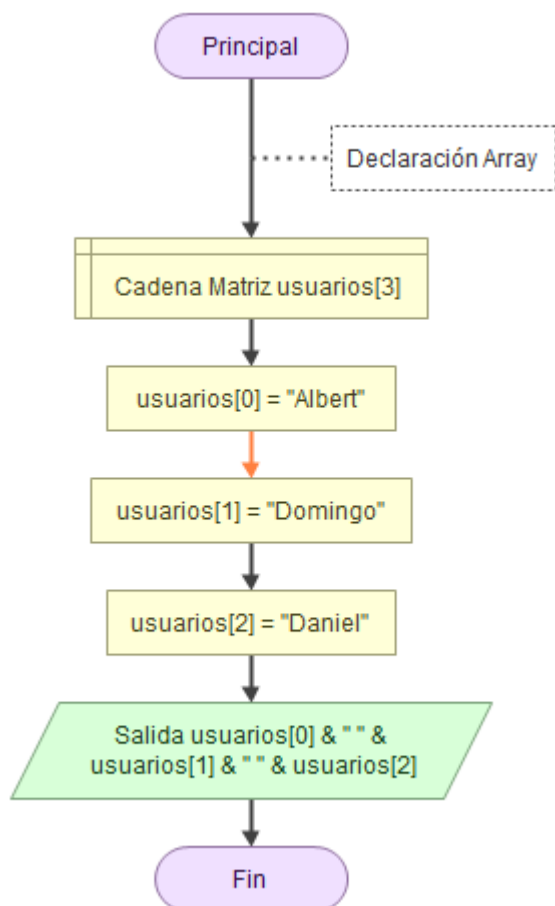 Principal
Declaración Array
Cadena Matriz usuarios[3]
usuarios[0] = "Albert"
usuarios[1] = "Domingo"
usuarios[2] = "Daniel"
Salida usuarios[0] & " " &
usuarios[1] & " " & usuarios[2]
Fin